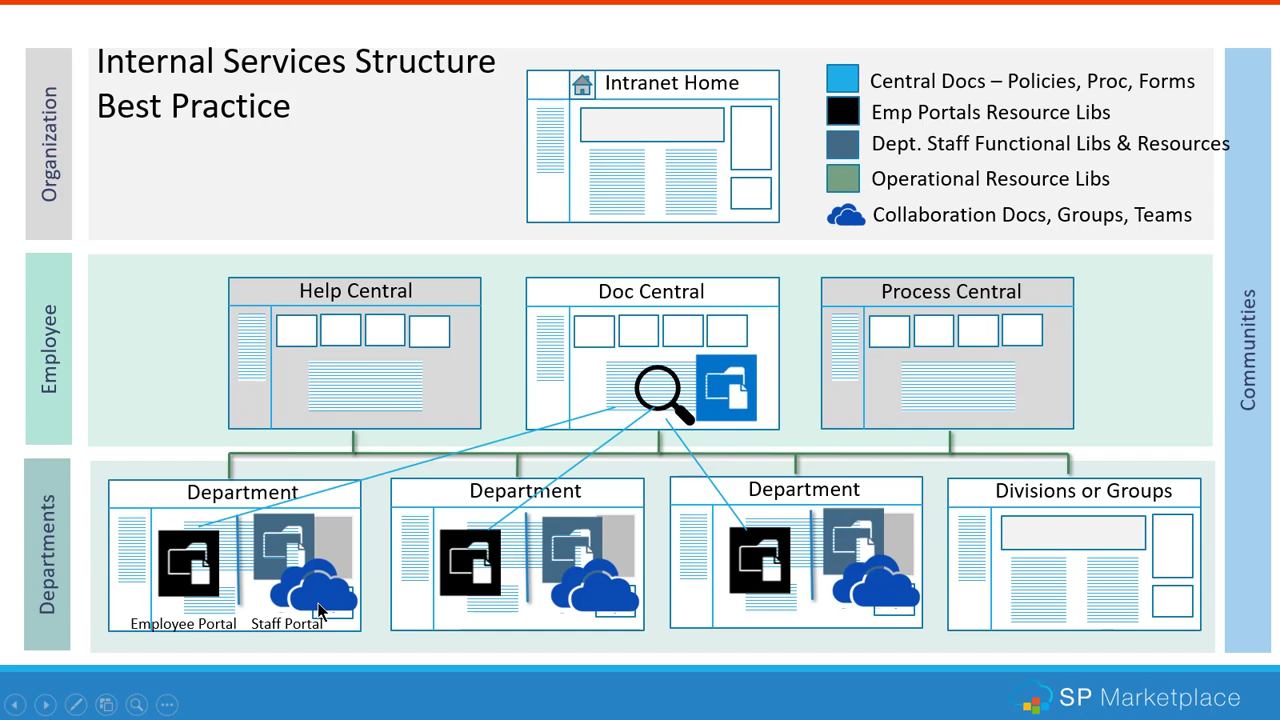 Internal Services Structure
Best Practice
Organization
Intranet Home
Central Docs – Policies, Proc, Forms
Emp Portals Resource Libs
Dept. Staff Functional Libs & Resources
Operational Resource Libs
Collaboration Docs, Groups, Teams
Communities
Employee
Help Central
Doc Central
Process Central
Departments
Department
Employee Portal
Staff Portal
Department
Department
Divisions or Groups
SP Marketplace